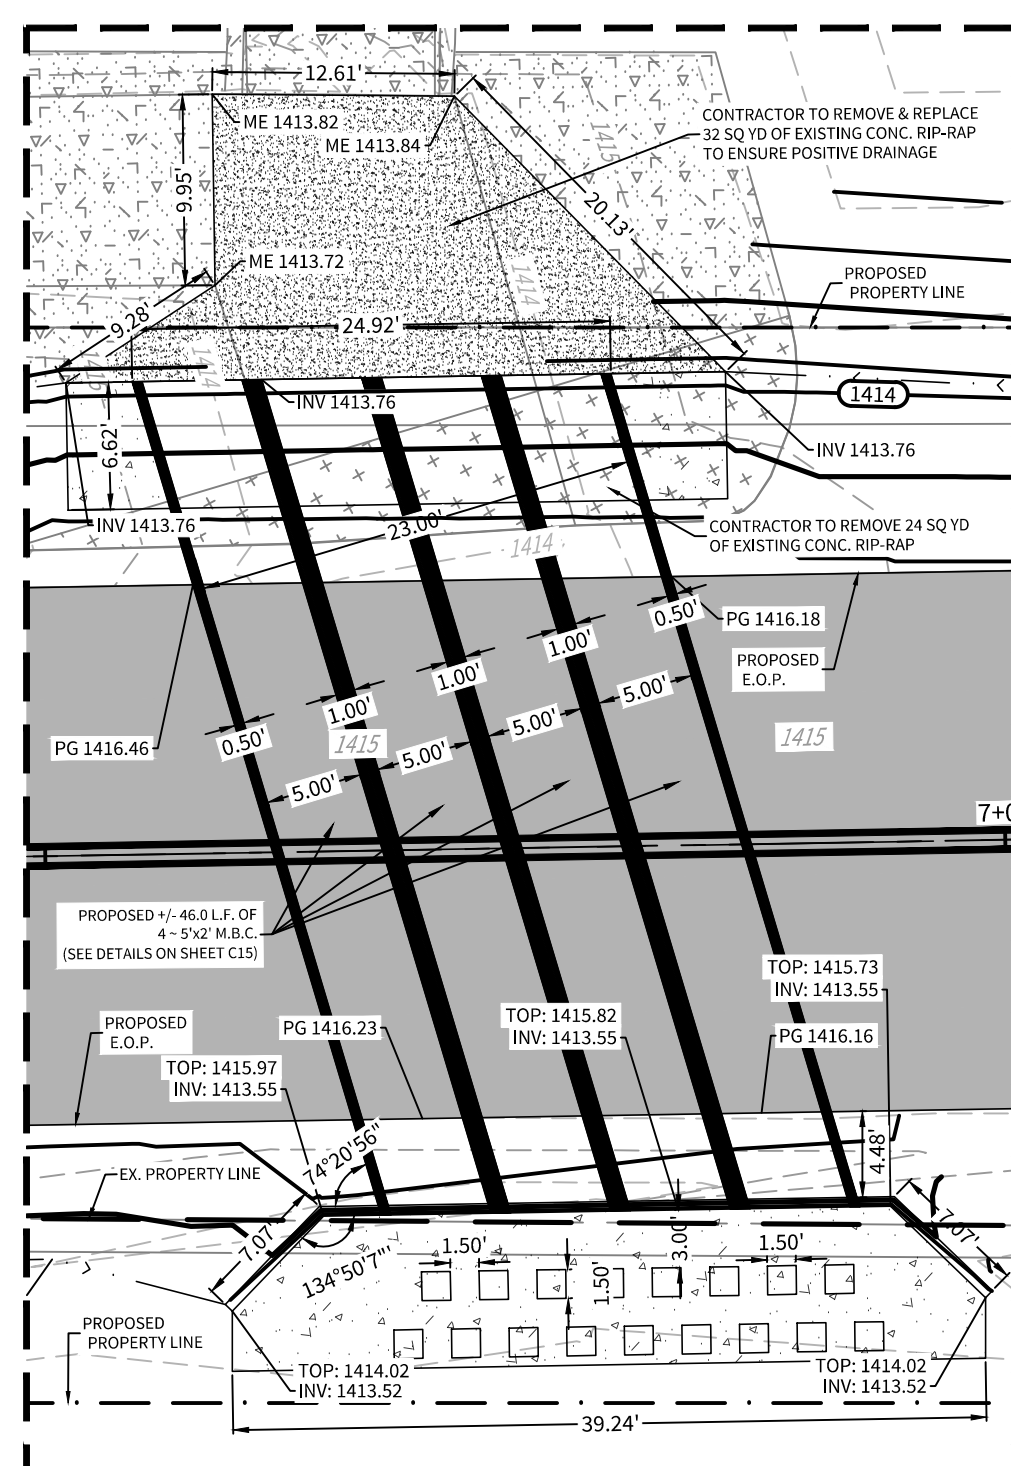 12.61'
ME 1413.82
ME 1413.84
CONTRACTOR TO REMOVE & REPLACE
32 SQ YD OF EXISTING CONC. RIP-RAP
TO ENSURE POSITIVE DRAINAGE
1415
9.95'
20.13'
ME 1413.72
1414
PROPOSED
PROPERTY LINE
9.28'
24.92'
1415
1414
INV 1413.76
1414
6.62'
INV 1413.76
INV 1413.76
23.00'
CONTRACTOR TO REMOVE 24 SQ YD
OF EXISTING CONC. RIP-RAP
1414
0.50'
PG 1416.18
1.00'
PROPOSED
E.O.P.
1.00'
5.00'
1.00'
5.00'
1415
PG 1416.46
0.50'
1415
5.00'
5.00'
7+0
PROPOSED +/- 46.0 L.F. OF
4 ~ 5'x2' M.B.C.
(SEE DETAILS ON SHEET C15)
TOP: 1415.73
INV: 1413.55
PROPOSED
E.O.P.
PG 1416.23
TOP: 1415.82
INV: 1413.55
PG 1416.16
TOP: 1415.97
INV: 1413.55
74°20'56"
4.48'
EX. PROPERTY LINE
7.07'
134°50'7"
1.50'
1.50'
3.00'
1.50'
7.07'
PROPOSED
PROPERTY LINE
TOP: 1414.02
INV: 1413.52
TOP: 1414.02
INV: 1413.52
39.24'